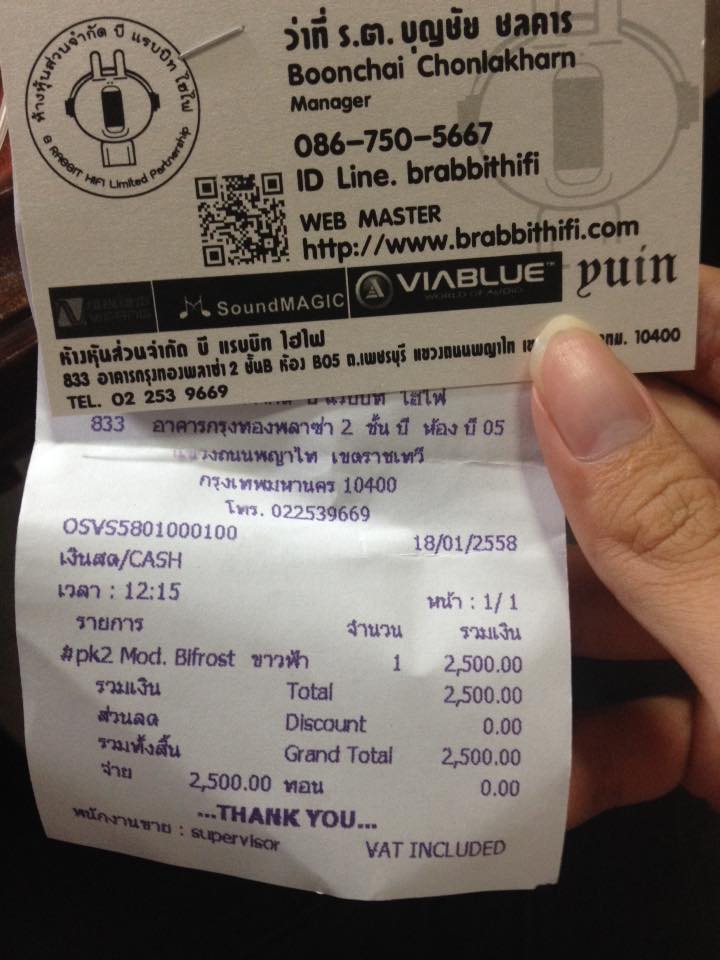 ห้างหุ้นส่วนจำกัด บี แรบบิท ไฮไฟ
B RABBIT HIFI Limited Partnership
ว่าที่ ร.ต. บุญชัย ชลคาร
Boonchai Chonlakharn
Manager
086-750-5667
ID Line. brabbithifi
WEB MASTER
http://www.brabbithifi.com
SoundMAGIC
VIABLUE™
WORLD OF AUDIO
yuin
ห้างหุ้นส่วนจำกัด บี แรบบิท ไฮไฟ
833 อาคารกรุงทองพลาซ่า 2 ชั้นB ห้อง B05 ถ.เพชรบุรี แขวงถนนพญาไท กทม. 10400
TEL. 02 253 9669
บี แรบบิท ไฮไฟ
833 อาคารกรุงทองพลาซ่า 2 ชั้น บี ห้อง บี 05
แขวงถนนพญาไท เขตราชเทวี
กรุงเทพมหานคร 10400
โทร. 022539669
OSVS5801000100 18/01/2558
เงินสด/CASH
เวลา : 12:15 หน้า : 1/ 1
รายการ จำนวน รวมเงิน
#pk2 Mod. Bifrost ขาวฟ้า 1 2,500.00
รวมเงิน Total 2,500.00
ส่วนลด Discount 0.00
รวมทั้งสิ้น Grand Total 2,500.00
จ่าย 2,500.00 ทอน 0.00
...THANK YOU...
พนักงานขาย : supervisor VAT INCLUDED